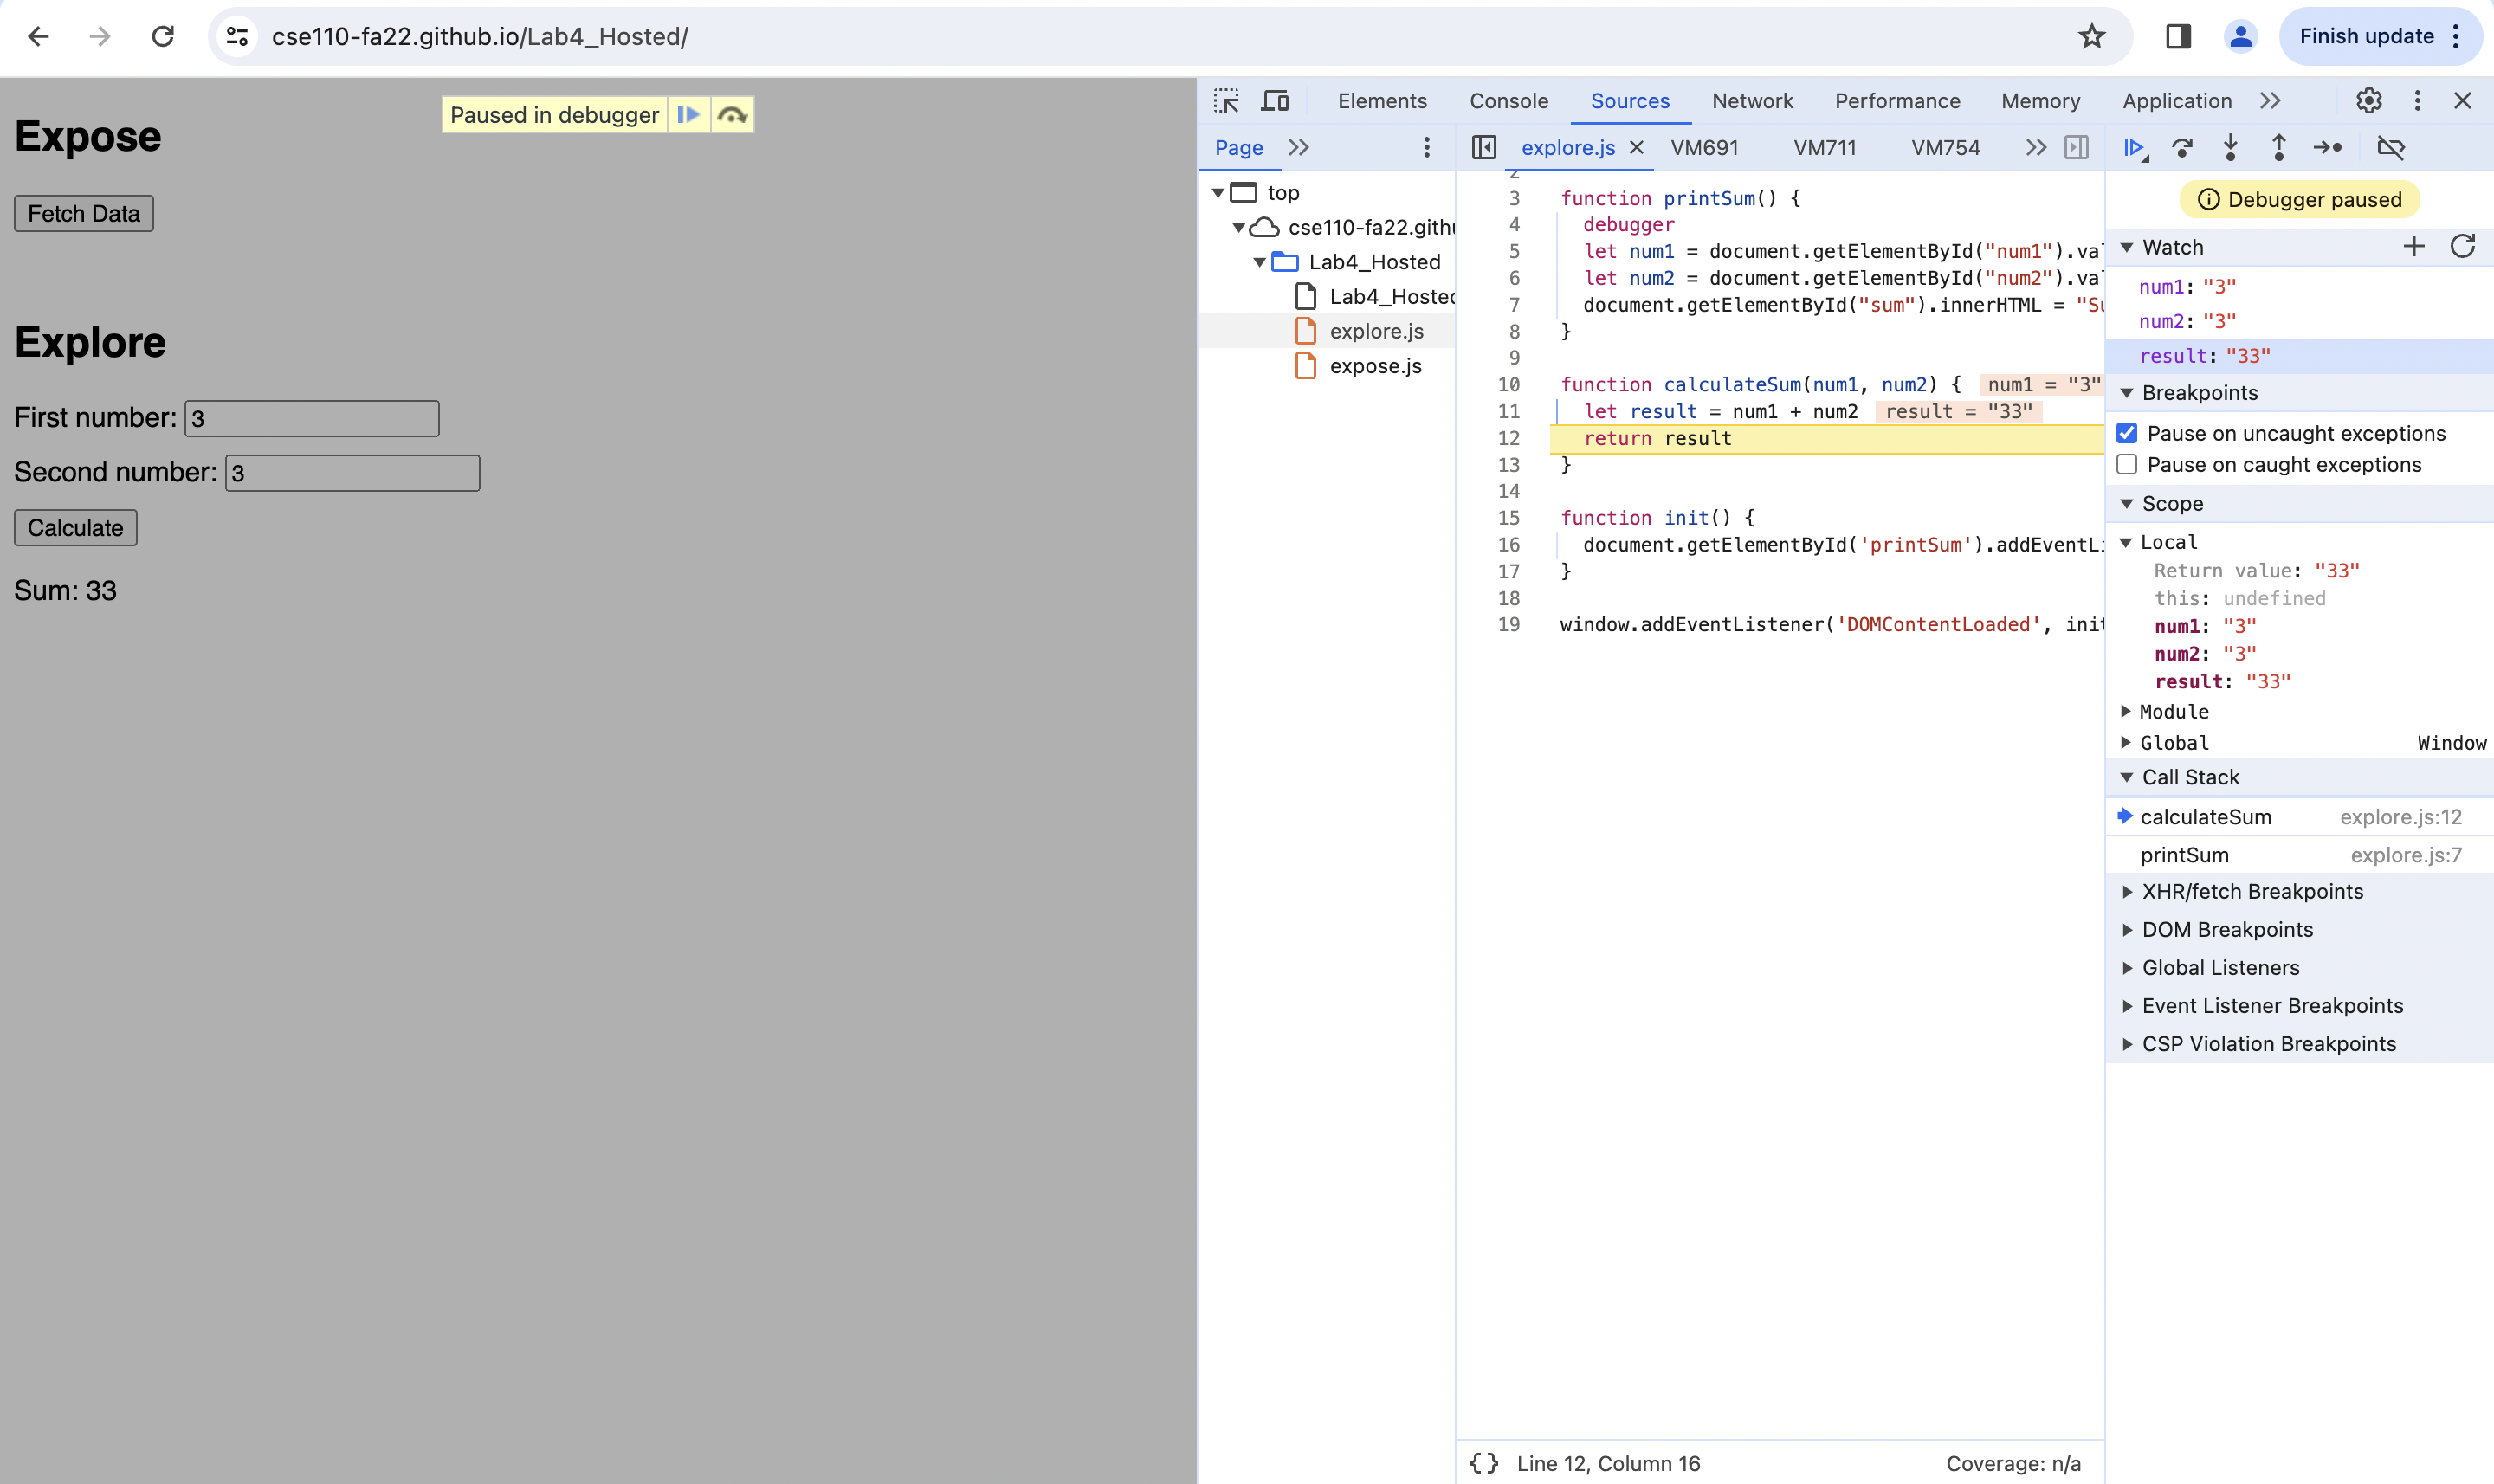 cse110-fa22.github.io/Lab4_Hosted/
Finish update
Expose
Paused in debugger
Fetch Data
Explore
First number: 3
Second number: 3
Calculate
Sum: 33
Elements Console Sources Network Performance Memory Application
Page
top
cse110-fa22.githu
Lab4_Hosted
Lab4_Hosted
explore.js
expose.js
explore.js VM691 VM711 VM754
2
3 function printSum() {
4 debugger
5 let num1 = document.getElementById("num1").val
6 let num2 = document.getElementById("num2").val
7 document.getElementById("sum").innerHTML = "Su
8 }
9
10 function calculateSum(num1, num2) { num1 = "3"
11 let result = num1 + num2 result = "33"
12 return result
13 }
14
15 function init() {
16 document.getElementById('printSum').addEventLi
17 }
18
19 window.addEventListener('DOMContentLoaded', init
{} Line 12, Column 16 Coverage: n/a
Debugger paused
Watch
num1: "3"
num2: "3"
result: "33"
Breakpoints
Pause on uncaught exceptions
Pause on caught exceptions
Scope
Local
Return value: "33"
this: undefined
num1: "3"
num2: "3"
result: "33"
Module
Global Window
Call Stack
calculateSum explore.js:12
printSum explore.js:7
XHR/fetch Breakpoints
DOM Breakpoints
Global Listeners
Event Listener Breakpoints
CSP Violation Breakpoints